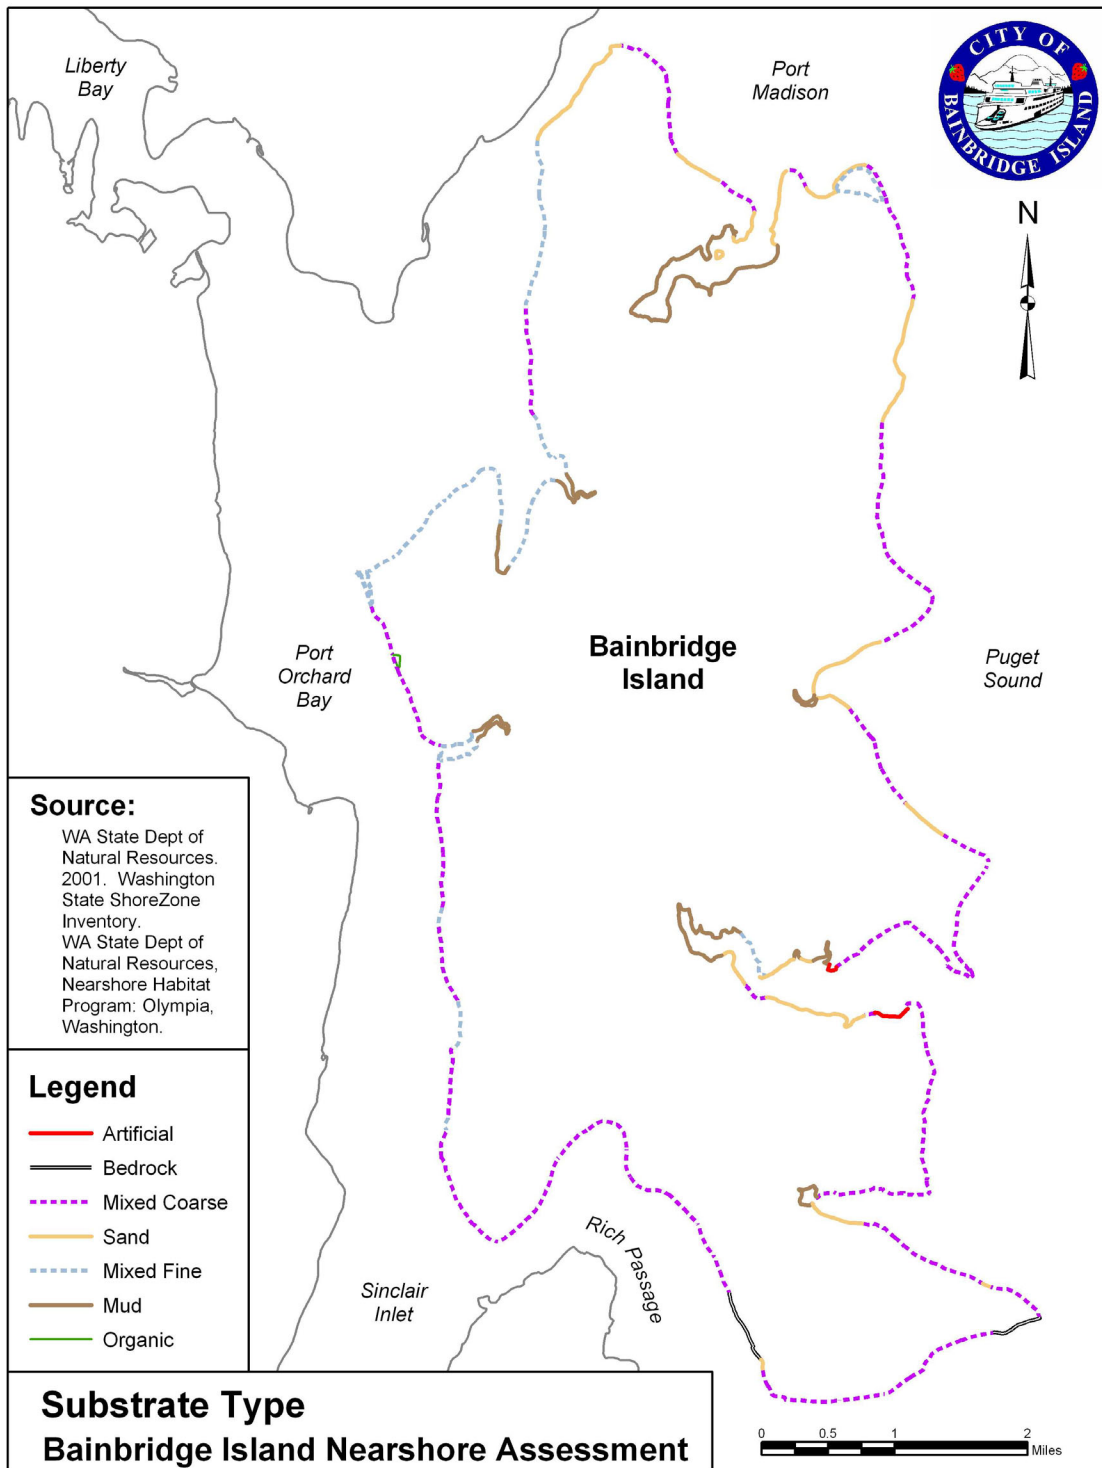 Liberty
Bay
Port
Madison
CITY OF
BAINBRIDGE ISLAND
N
Bainbridge
Island
Port
Orchard
Bay
Puget
Sound
Source:
WA State Dept of
Natural Resources.
2001.  Washington
State ShoreZone
Inventory.
WA State Dept of
Natural Resources,
Nearshore Habitat
Program: Olympia,
Washington.
Legend
Artificial
Bedrock
Mixed Coarse
Sand
Mixed Fine
Mud
Organic
Rich Passage
Sinclair
Inlet
Substrate Type
Bainbridge Island Nearshore Assessment
0 0.5 1 2
Miles